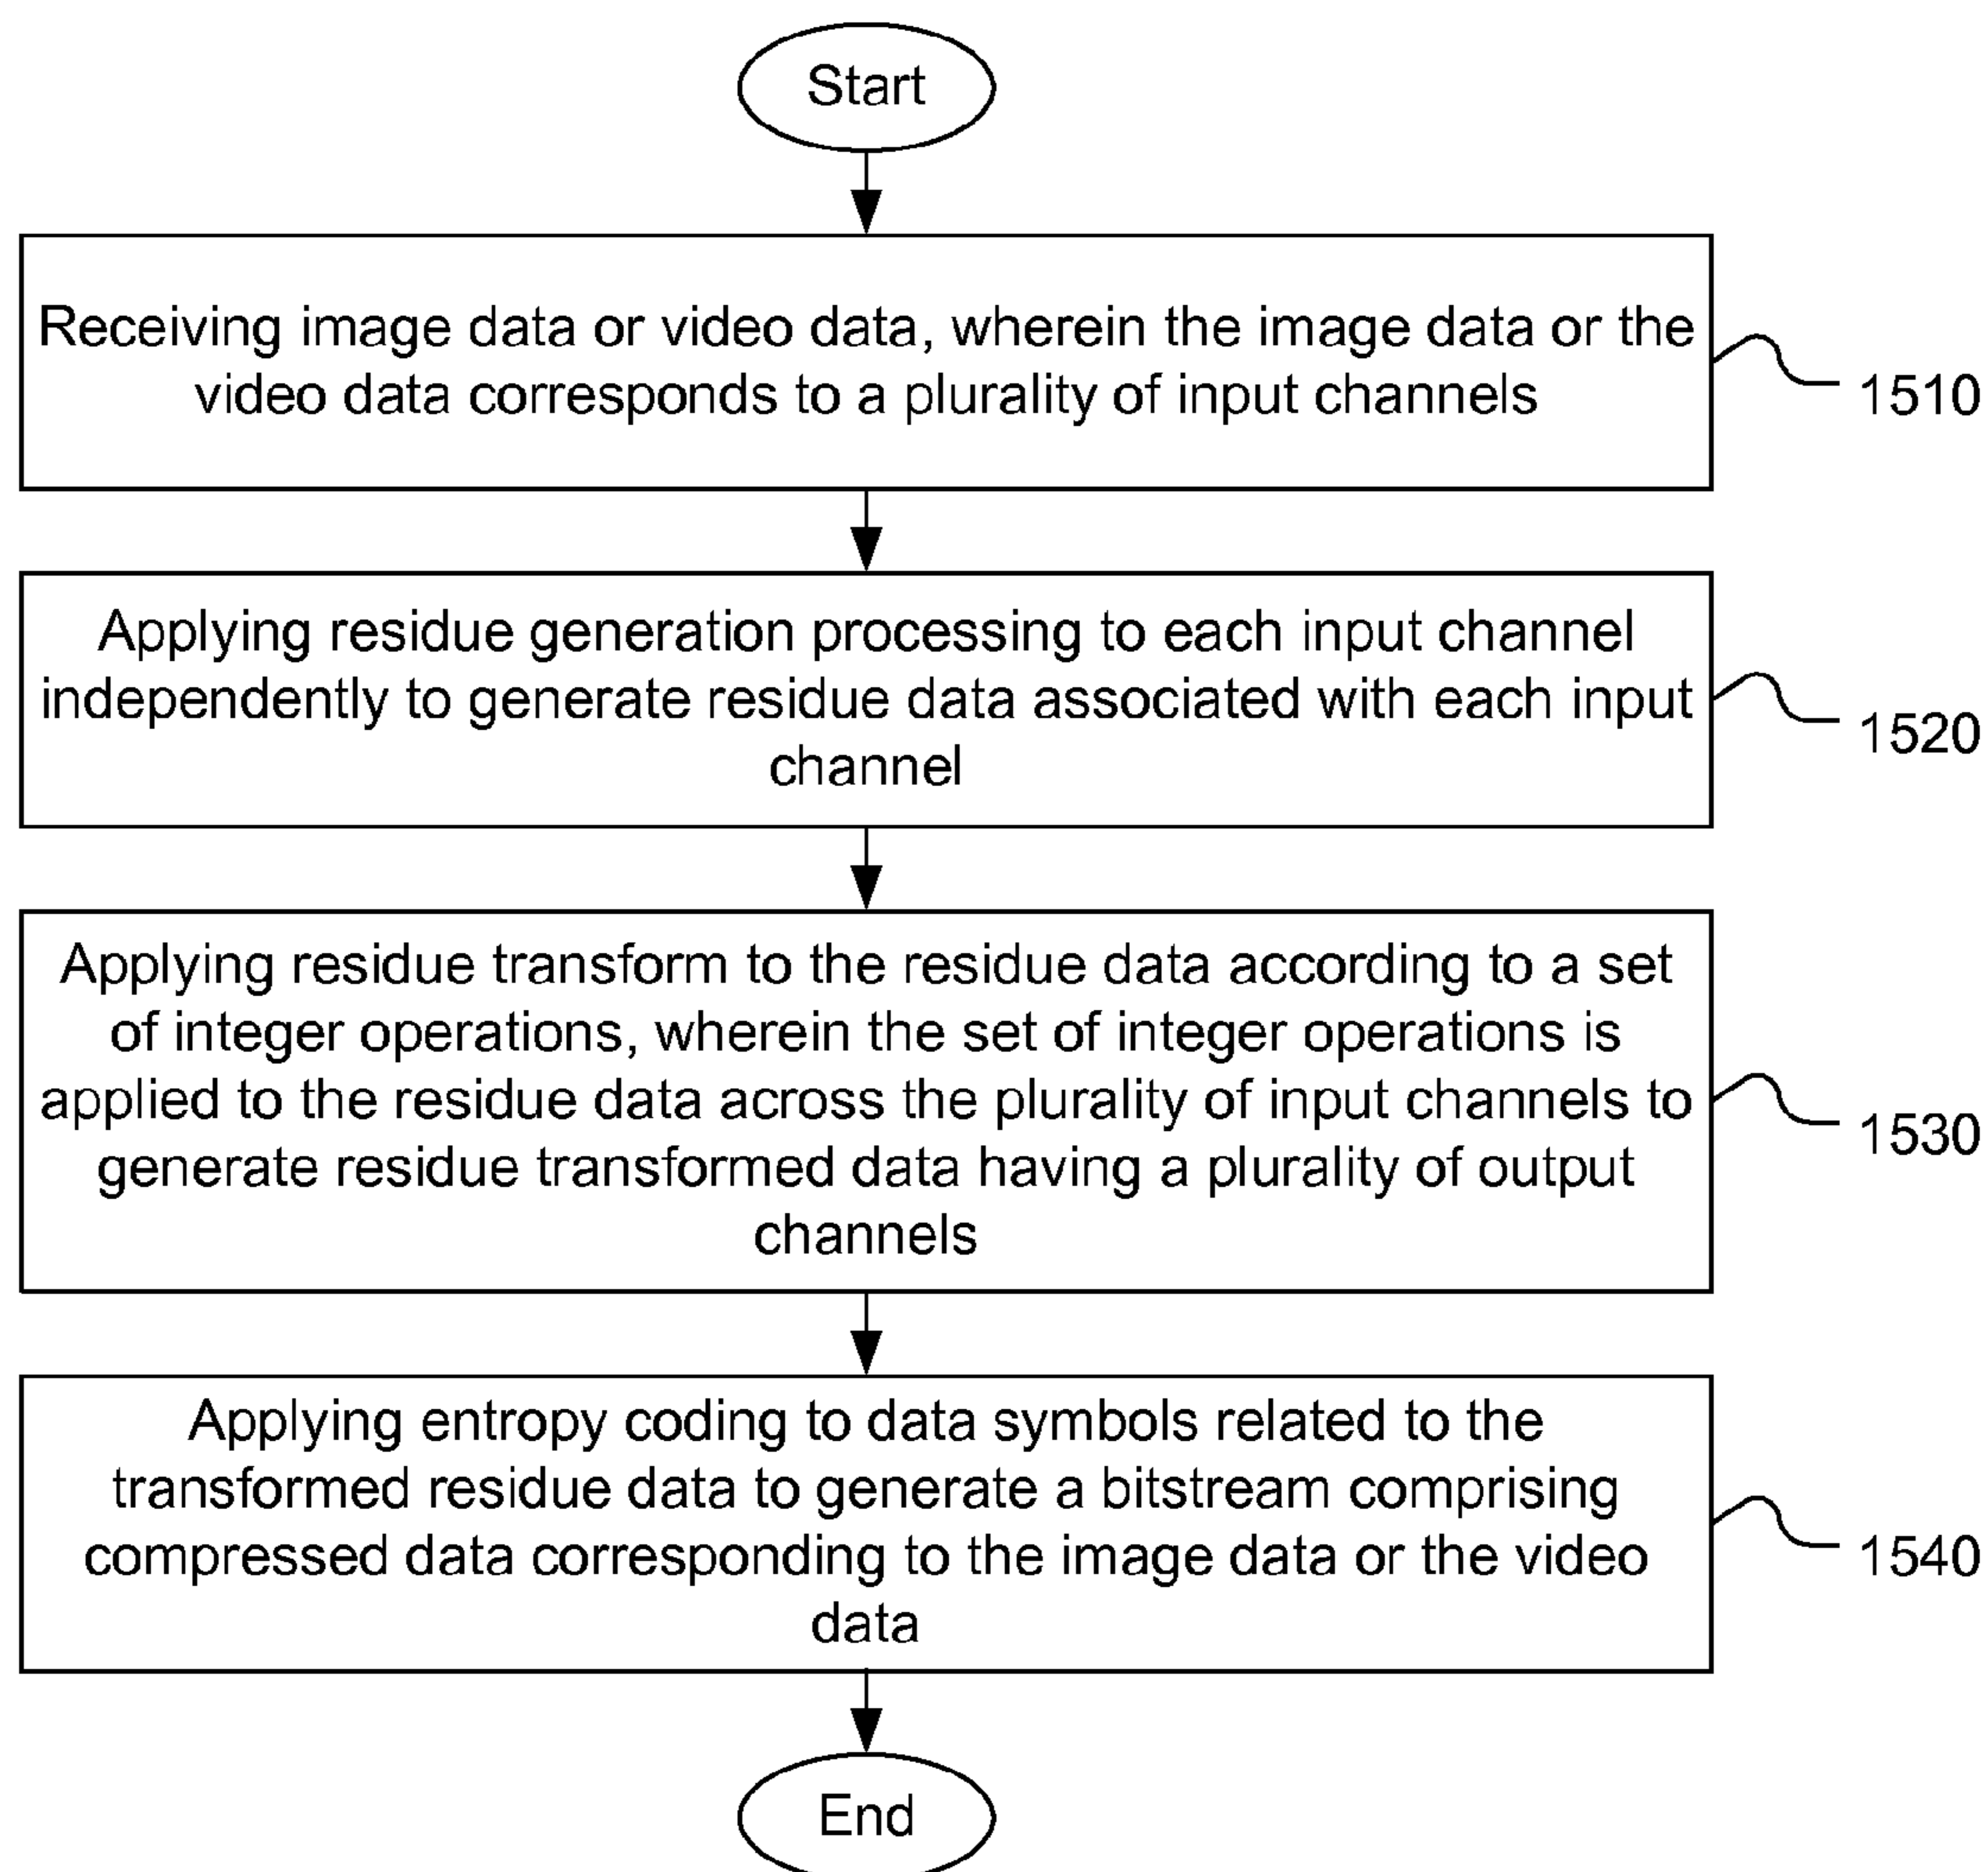 Start
Receiving image data or video data, wherein the image data or the
video data corresponds to a plurality of input channels
1510
Applying residue generation processing to each input channel
independently to generate residue data associated with each input
channel
1520
Applying residue transform to the residue data according to a set
of integer operations, wherein the set of integer operations is
applied to the residue data across the plurality of input channels to
generate residue transformed data having a plurality of output
channels
1530
Applying entropy coding to data symbols related to the
transformed residue data to generate a bitstream comprising
compressed data corresponding to the image data or the video
data
1540
End